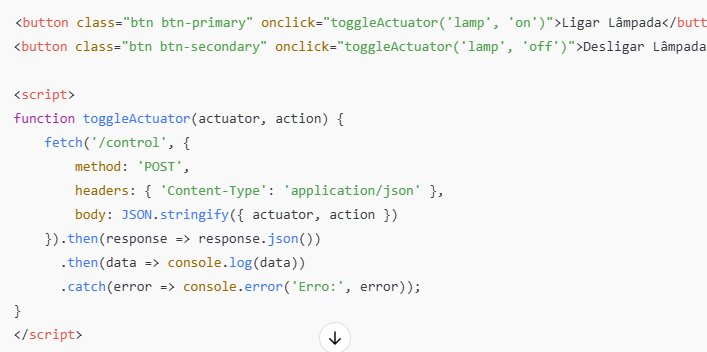 <button class="btn btn-primary" onclick="toggleActuator('lamp', 'on')">Ligar Lâmpada</butt
<button class="btn btn-secondary" onclick="toggleActuator('lamp', 'off')">Desligar Lâmpada
<script>
function toggleActuator(actuator, action) {
    fetch('/control', {
        method: 'POST',
        headers: { 'Content-Type': 'application/json' },
        body: JSON.stringify({ actuator, action })
    }).then(response => response.json())
      .then(data => console.log(data))
      .catch(error => console.error('Erro:', error));
}
</script>